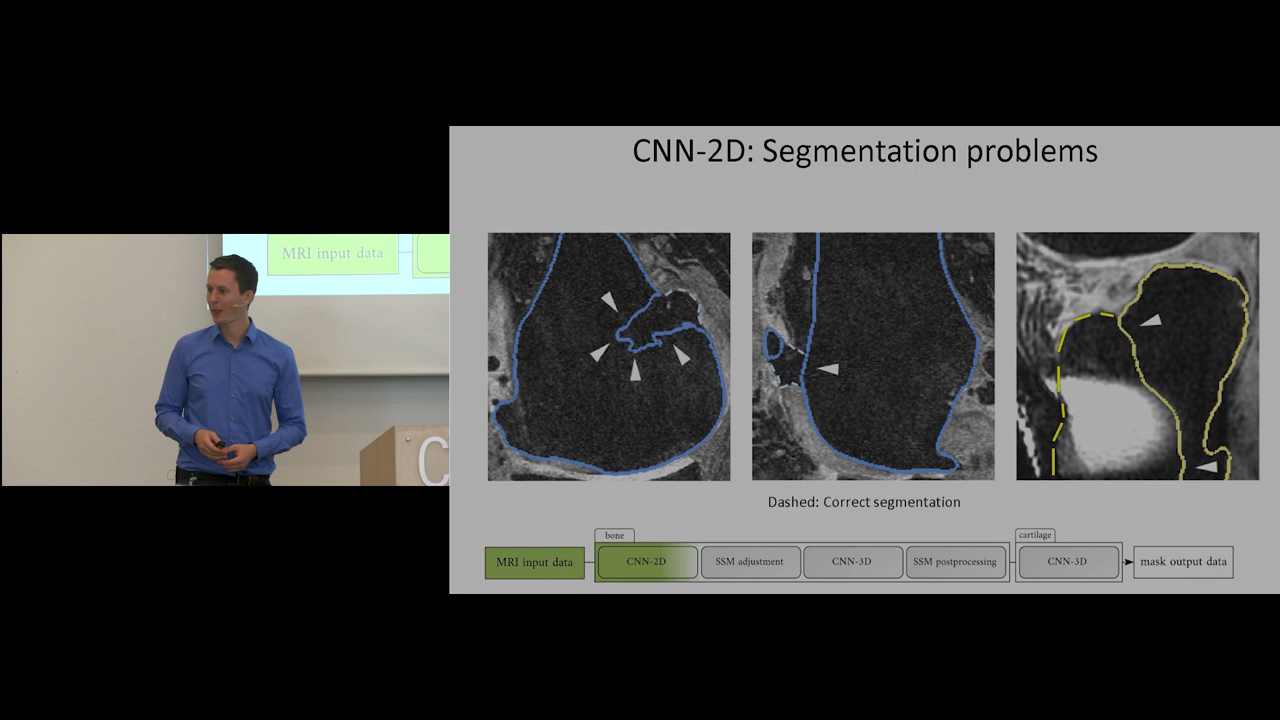 MRI input data
C
CNN-2D: Segmentation problems
Dashed: Correct segmentation
bone
cartilage
MRI input data
CNN-2D
SSM adjustment
CNN-3D
SSM postprocessing
CNN-3D
mask output data